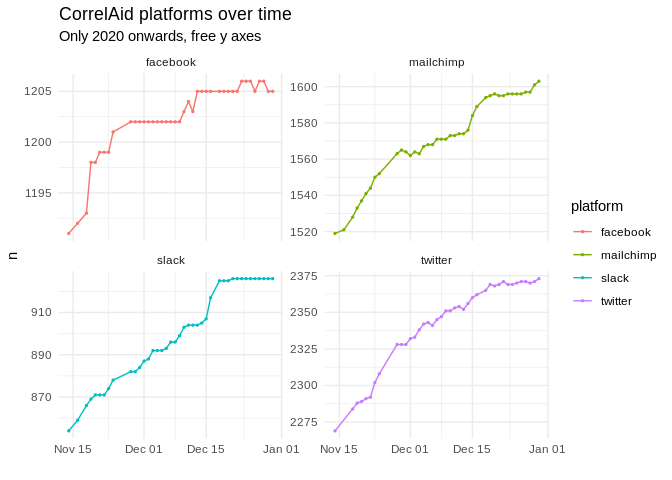 CorrelAid platforms over time
Only 2020 onwards, free y axes
facebook
mailchimp
1205
1200
1195
1600
1580
1560
1540
1520
n
slack
twitter
910
890
870
2375
2350
2325
2300
2275
Nov 15
Dec 01
Dec 15
Jan 01
Nov 15
Dec 01
Dec 15
Jan 01
platform
facebook
mailchimp
slack
twitter